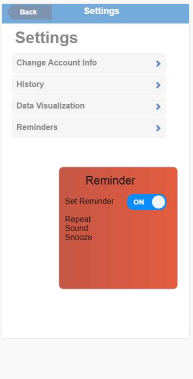 Back Settings
Settings
Change Account info
History
Data Visualization
Reminders
Reminder
Set Reminder ON
Repeat
Sound
Snooze